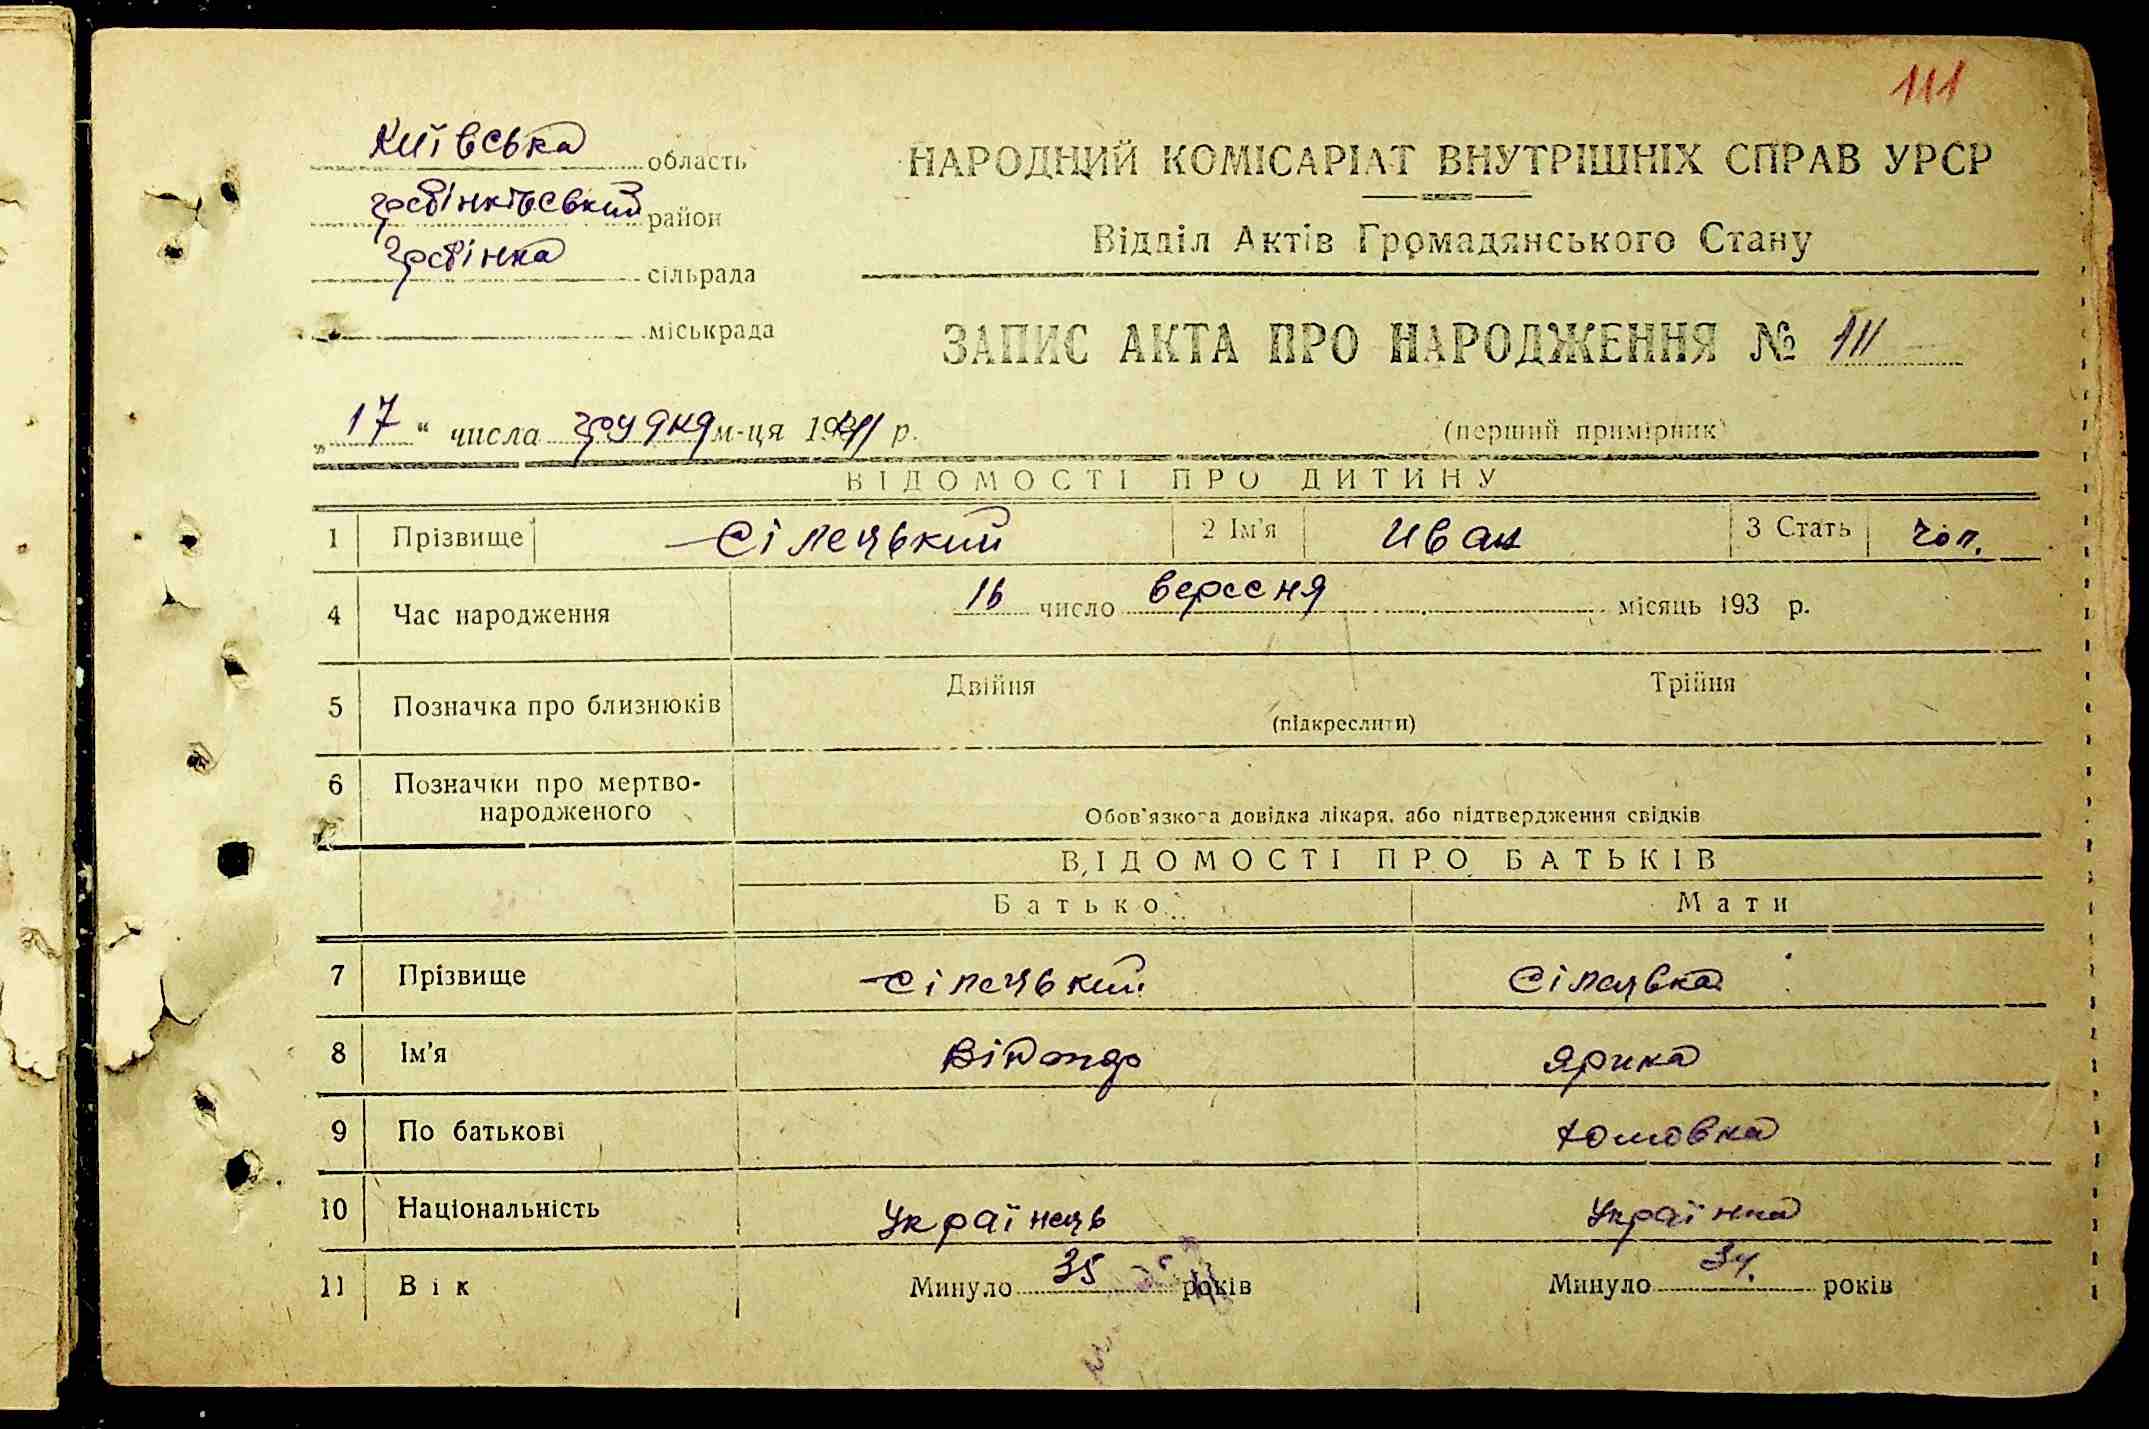 111
Київська область
гребінківський район
Гребінка сільрада
міськрада
НАРОДНИЙ КОМІСАРІАТ ВНУТРІШНІХ СПРАВ УРСР
Відділ Актів Громадянського Стану
ЗАПИС АКТА ПРО НАРОДЖЕННЯ № 111
„17“ числа грудня м-ця 1941 р.
(перший примірник)
ВІДОМОСТІ ПРО ДИТИНУ
1 Прізвище Сілецький 2 Ім'я Иван 3 Стать чол.
4 Час народження 16 число вересня місяць 193 р.
5 Позначка про близнюків Двійня Трійня
(підкреслити)
6 Позначки про мертво-
народженого
Обов'язкова довідка лікаря, або підтвердження свідків
ВІДОМОСТІ ПРО БАТЬКІВ
Батько Мати
7 Прізвище Сілецький Сілецька
8 Ім'я Віктор Ярина
9 По батькові
10 Національність Українець Українка
11 Вік Минуло 35 років Минуло 34. років